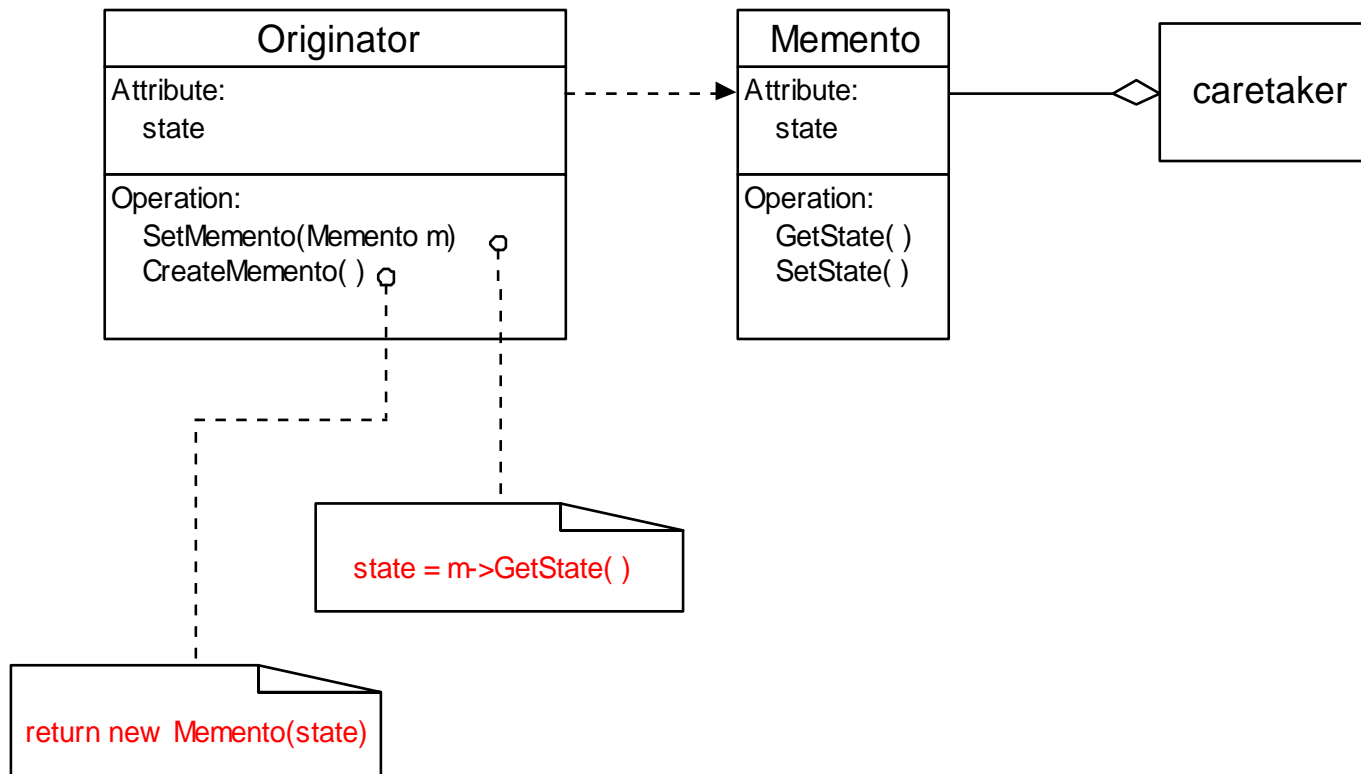 Originator
Attribute:
state
Operation:
SetMemento(Memento m)
CreateMemento( )
Memento
Attribute:
state
Operation:
GetState( )
SetState( )
caretaker
state = m->GetState( )
return new Memento(state)